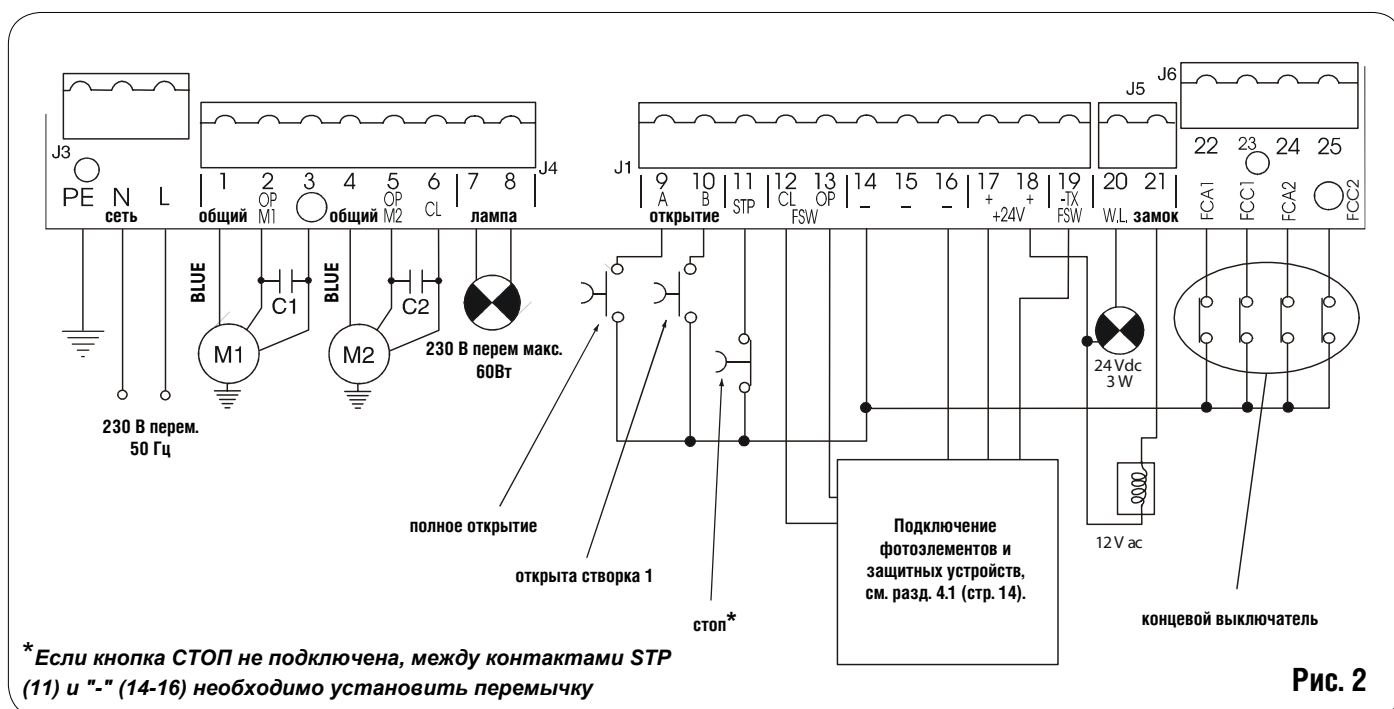 J6
J5
J3
J4
J1
22 23 24 25
PE N L
сеть
1 2 3 4 5 6 7 8
общий OP M1 общий OP M2 CL лампа
9 10 11 12 13 14 15 16 17 18 19 20 21
A B STP CL OP – – – + + -TX
открытие FSW +24V FSW W.L. замок
FCA1 FCC1 FCA2 FCC2
BLUE BLUE
C1 C2
M1 M2
230 В перем макс.
60Вт
24 Vdc
3 W
230 В перем.
50 Гц
12 V ac
полное открытие
открыта створка 1
стоп*
Подключение
фотоэлементов и
защитных устройств,
см. разд. 4.1 (стр. 14).
концевой выключатель
*Если кнопка СТОП не подключена, между контактами STP
(11) и "-" (14-16) необходимо установить перемычку
Рис. 2